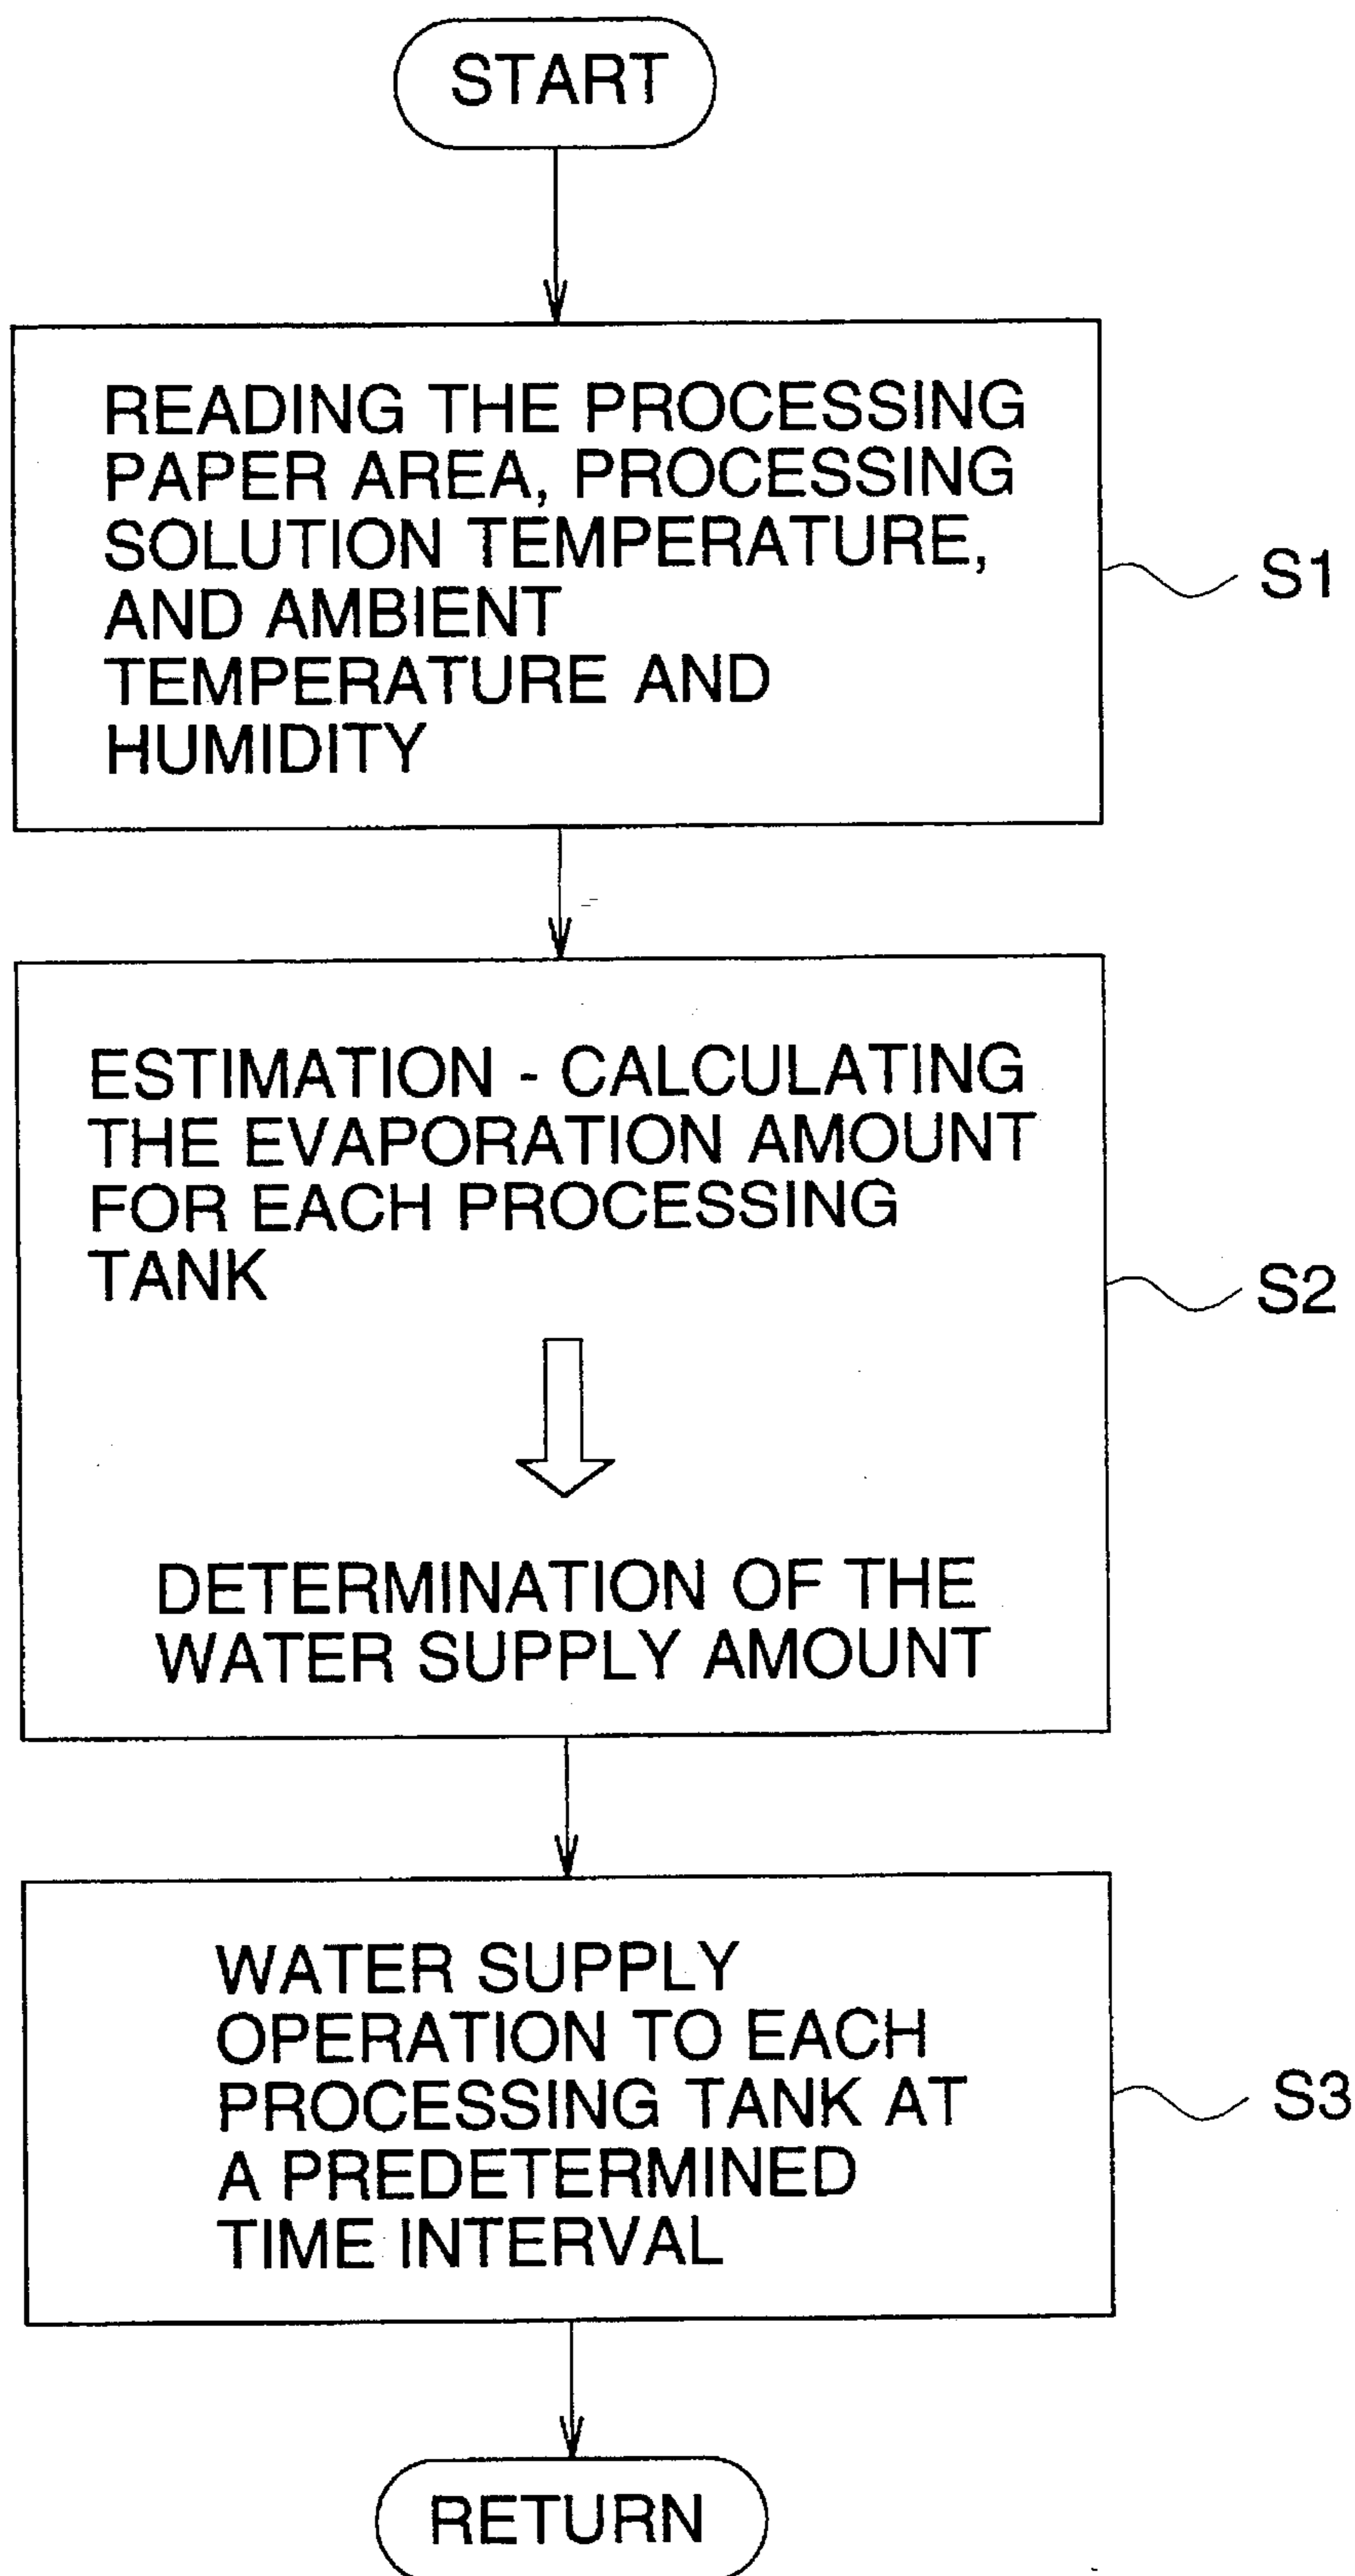 START
READING THE PROCESSING
PAPER AREA, PROCESSING
SOLUTION TEMPERATURE,
AND AMBIENT
TEMPERATURE AND
HUMIDITY
S1
ESTIMATION - CALCULATING
THE EVAPORATION AMOUNT
FOR EACH PROCESSING
TANK
S2
DETERMINATION OF THE
WATER SUPPLY AMOUNT
WATER SUPPLY
OPERATION TO EACH
PROCESSING TANK AT
A PREDETERMINED
TIME INTERVAL
S3
RETURN